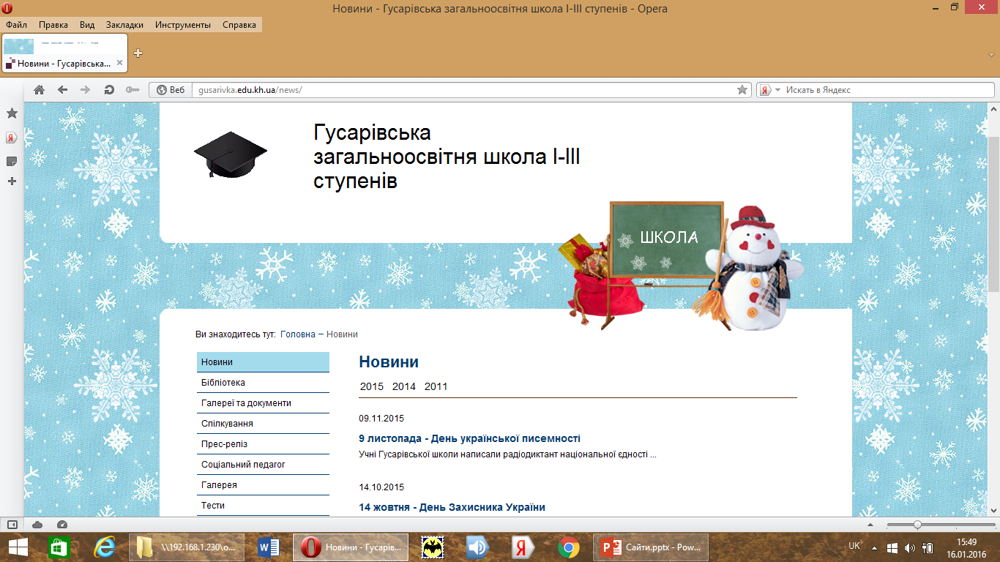 Новини - Гусарівська загальноосвітня школа І-ІІІ ступенів - Opera
Файл Правка Вид Закладки Инструменты Справка
Новини - Гусарівська...
Веб gusarivka.edu.kh.ua/news/ Искать в Яндекс
Гусарівська
загальноосвітня школа І-ІІІ
ступенів
ШКОЛА
Ви знаходитесь тут: Головна – Новини
Новини
Бібліотека
Галереї та документи
Спілкування
Прес-реліз
Соціальний педагог
Галерея
Тести
Новини
2015 2014 2011
09.11.2015
9 листопада - День української писемності
Учні Гусарівської школи написали радіодиктант національної єдності ...
14.10.2015
14 жовтня - День Захисника України
\\192.168.1.230\o... Новини - Гусарів... Сайти.pptx - Pow... UK 15:49
16.01.2016